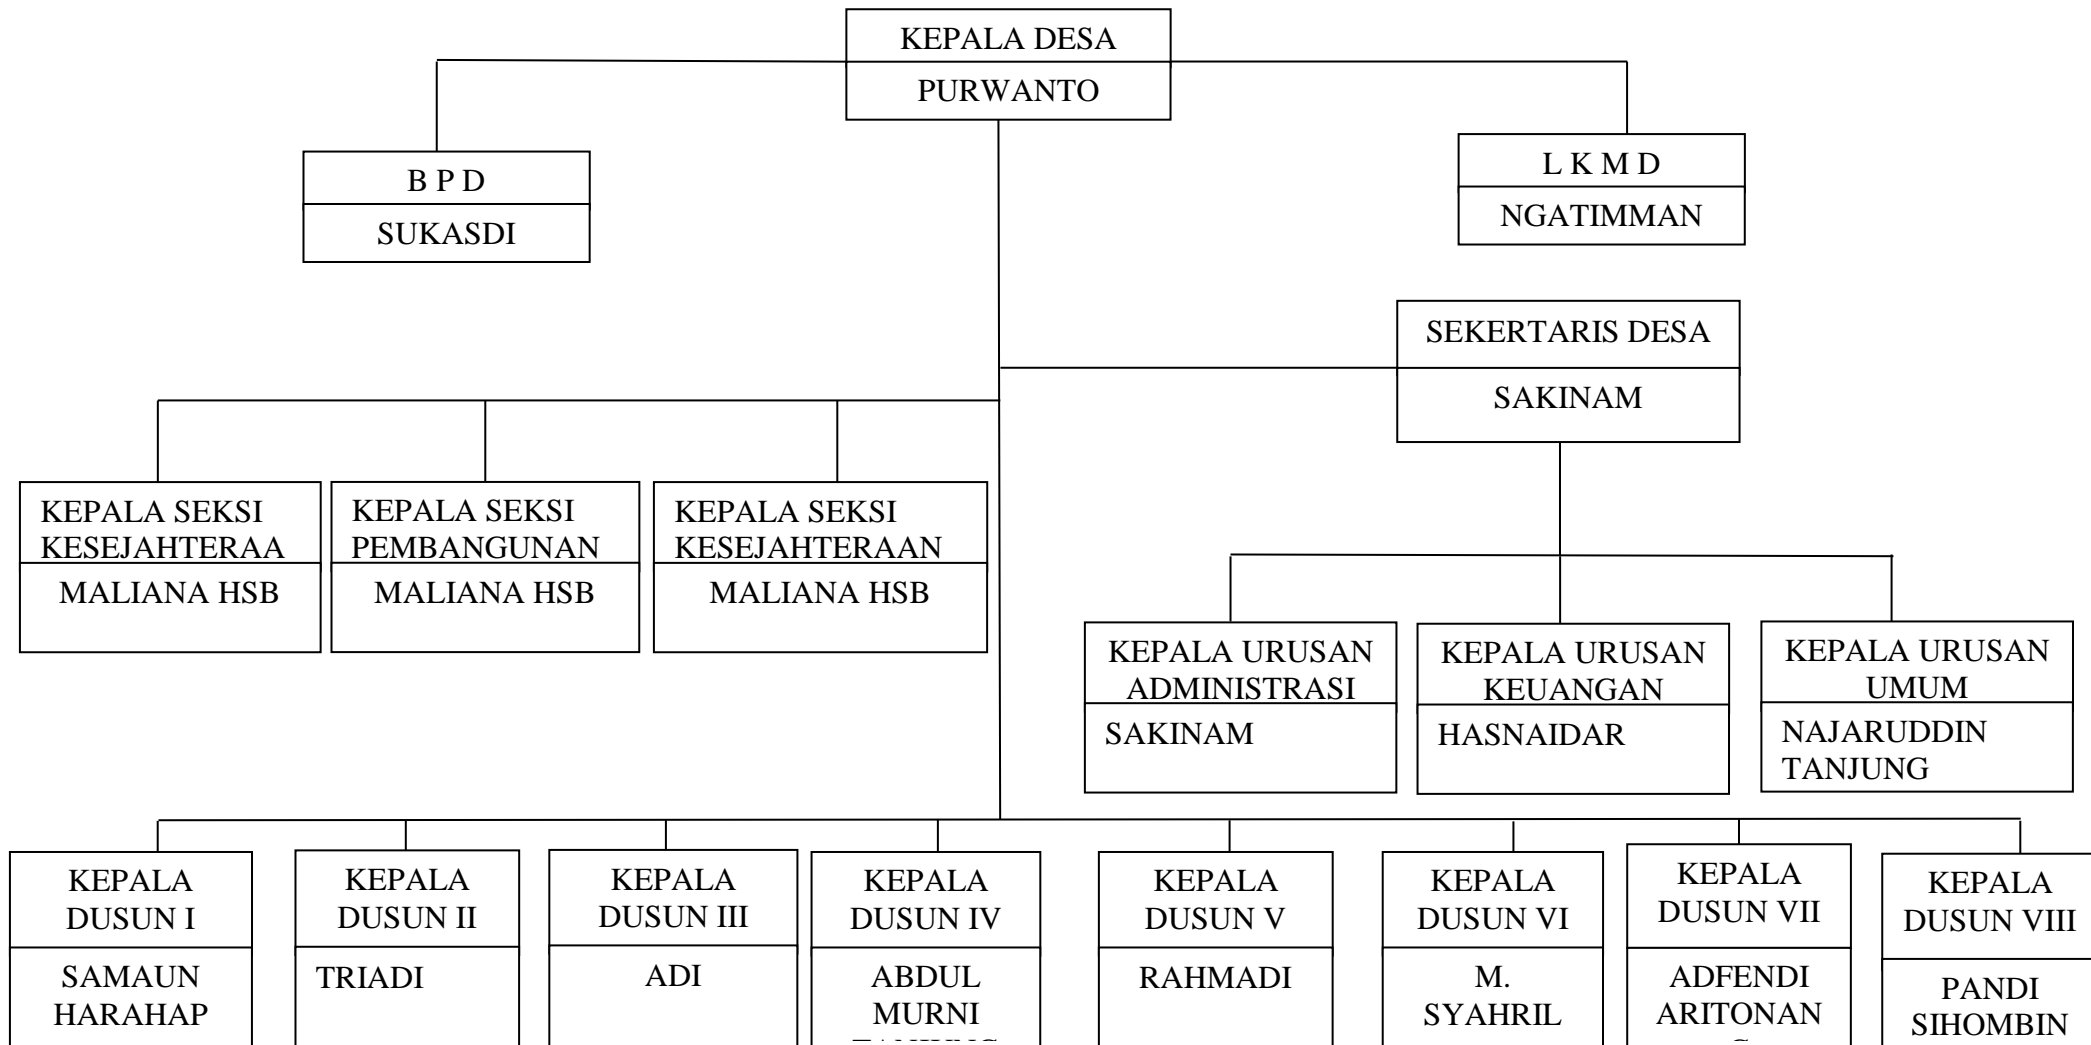 KEPALA DESA
PURWANTO
B P D
SUKASDI
L K M D
NGATIMMAN
SEKERTARIS DESA
SAKINAM
KEPALA SEKSI
KESEJAHTERAA
MALIANA HSB
KEPALA SEKSI
PEMBANGUNAN
MALIANA HSB
KEPALA SEKSI
KESEJAHTERAAN
MALIANA HSB
KEPALA URUSAN
ADMINISTRASI
SAKINAM
KEPALA URUSAN
KEUANGAN
HASNAIDAR
KEPALA URUSAN
UMUM
NAJARUDDIN
TANJUNG
KEPALA
DUSUN I
SAMAUN
HARAHAP
KEPALA
DUSUN II
TRIADI
KEPALA
DUSUN III
ADI
KEPALA
DUSUN IV
ABDUL
MURNI
TANJUNG
KEPALA
DUSUN V
RAHMADI
KEPALA
DUSUN VI
M.
SYAHRIL
KEPALA
DUSUN VII
ADFENDI
ARITONAN
G
KEPALA
DUSUN VIII
PANDI
SIHOMBIN